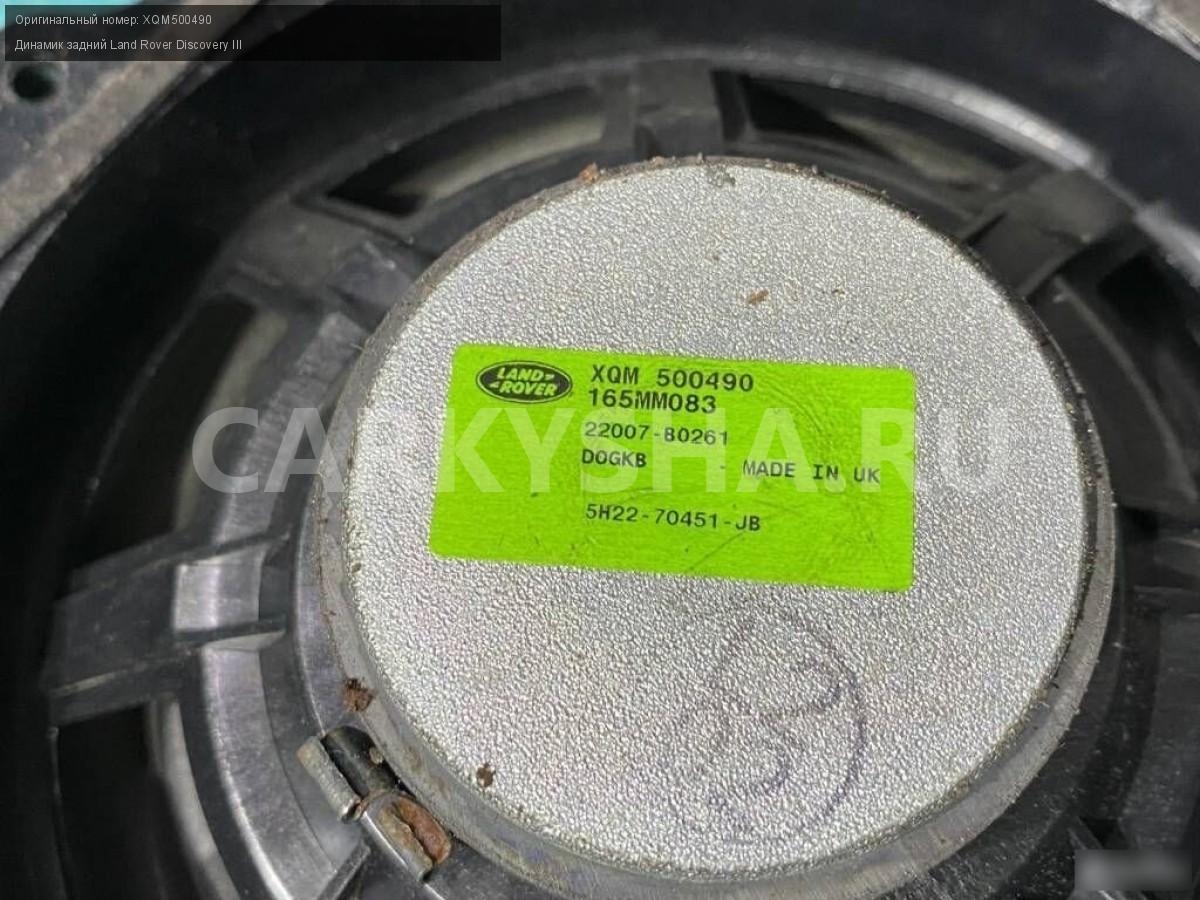 Оригинальный номер: XQM500490
Динамик задний Land Rover Discovery III
LAND-
-ROVER
XQM 500490
165MM083
22007-B0261
DOGKB - MADE IN UK
5H22-70451-JB
CARKYSHA.RU